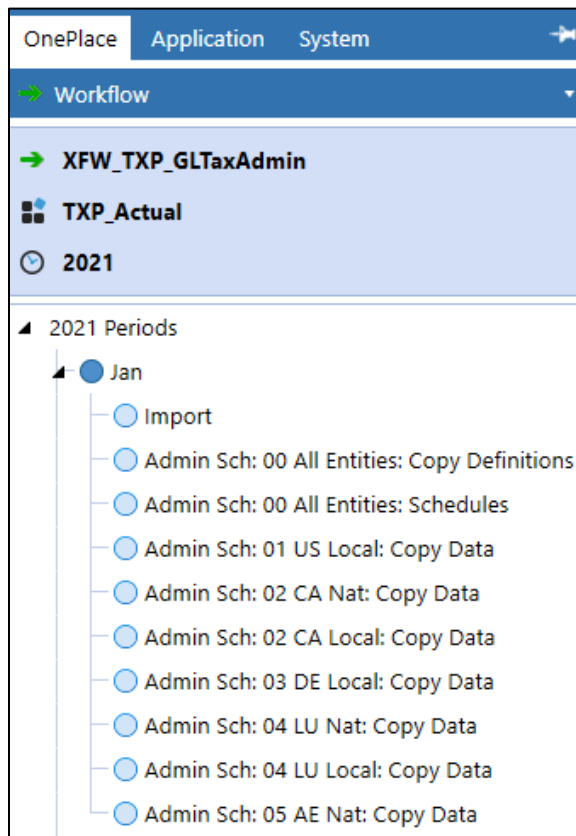 OnePlace Application System
Workflow
XFW_TXP_GLTaxAdmin
TXP_Actual
2021
2021 Periods
Jan
Import
Admin Sch: 00 All Entities: Copy Definitions
Admin Sch: 00 All Entities: Schedules
Admin Sch: 01 US Local: Copy Data
Admin Sch: 02 CA Nat: Copy Data
Admin Sch: 02 CA Local: Copy Data
Admin Sch: 03 DE Local: Copy Data
Admin Sch: 04 LU Nat: Copy Data
Admin Sch: 04 LU Local: Copy Data
Admin Sch: 05 AE Nat: Copy Data